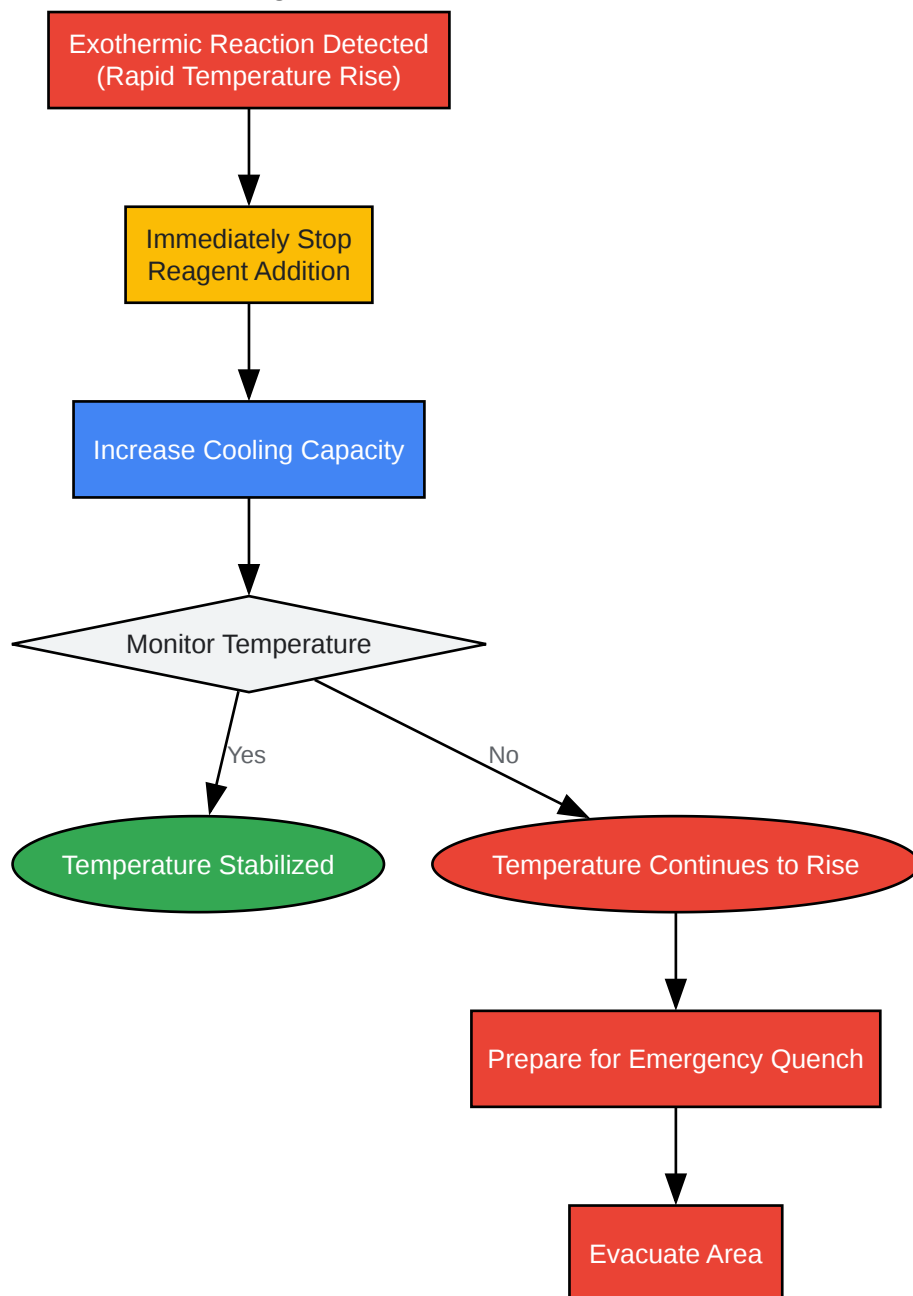 Exothermic Reaction Detected
(Rapid Temperature Rise)
Immediately Stop
Reagent Addition
Increase Cooling Capacity
Monitor Temperature
Yes
No
Temperature Stabilized
Temperature Continues to Rise
Prepare for Emergency Quench
Evacuate Area